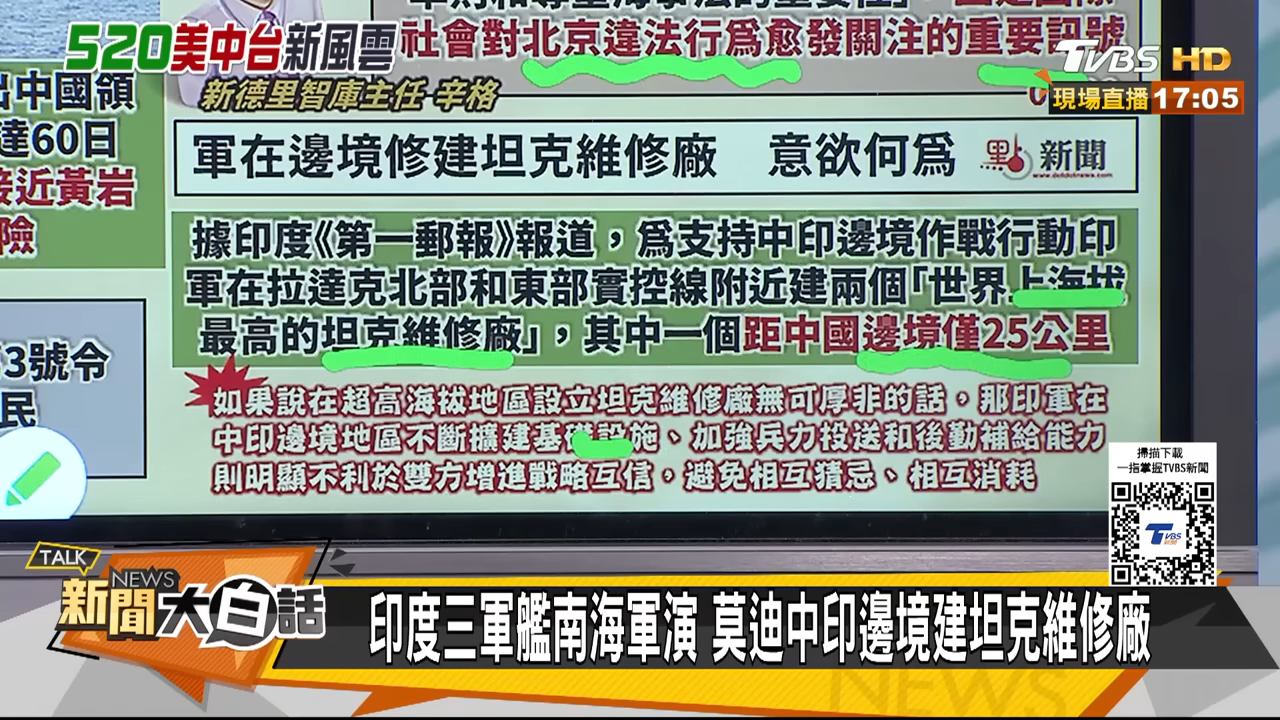 520美中台新風雲
社會對北京違法行爲愈發關注的重要訊號
TVBS HD
現場直播 17:05
新德里智庫主任 辛格
中國領
達60日
接近黃岩
險
軍在邊境修建坦克維修廠 意欲何爲
新聞
www.dotdotnews.com
據印度《第一郵報》報道，爲支持中印邊境作戰行動印
軍在拉達克北部和東部實控線附近建兩個「世界上海拔
最高的坦克維修廠」，其中一個距中國邊境僅25公里
3號令
民
如果說在超高海拔地區設立坦克維修廠無可厚非的話，那印軍在
中印邊境地區不斷擴建基礎設施、加強兵力投送和後勤補給能力
則明顯不利於雙方增進戰略互信，避免相互猜忌、相互消耗
掃描下載
一指掌握TVBS新聞
TVBS
TALK
NEWS
新聞大白話
印度三軍艦南海軍演 莫迪中印邊境建坦克維修廠
NEWS